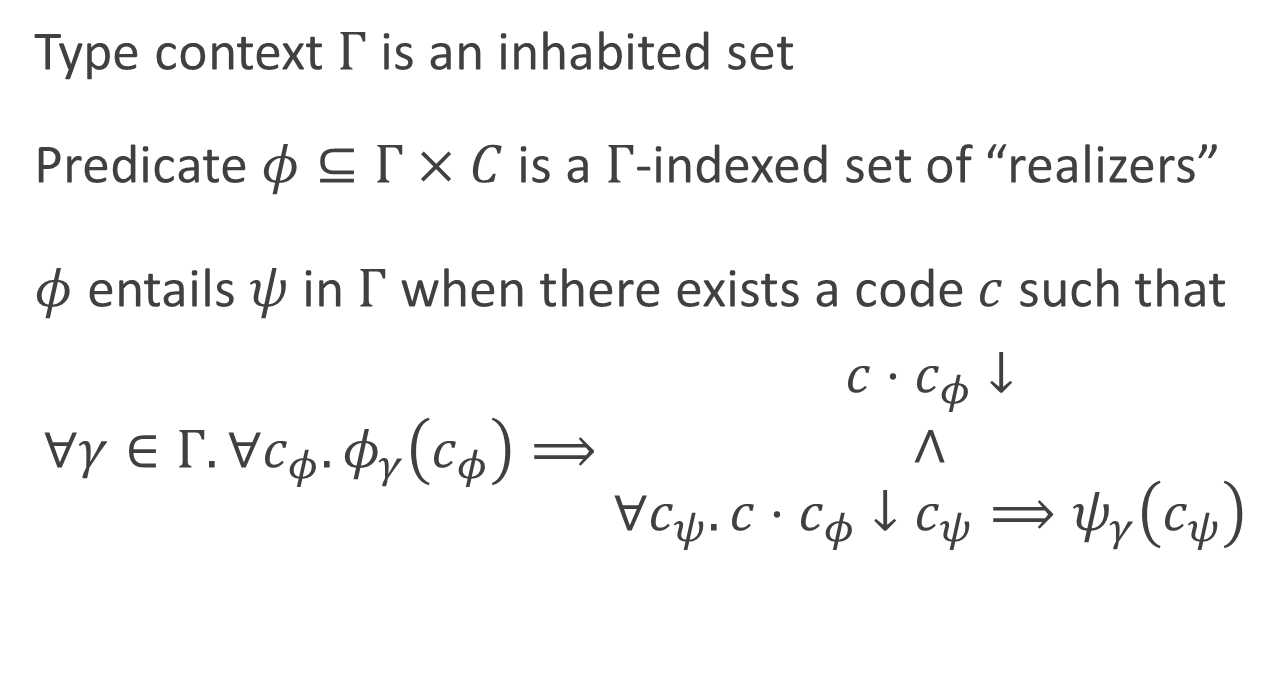 Type context Γ is an inhabited set
Predicate ϕ ⊆ Γ × C is a Γ-indexed set of “realizers”
ϕ entails ψ in Γ when there exists a code c such that
c · c_ϕ ↓
∀γ ∈ Γ. ∀c_ϕ. ϕ_γ(c_ϕ) ⟹
∧
∀c_ψ. c · c_ϕ ↓ c_ψ ⟹ ψ_γ(c_ψ)